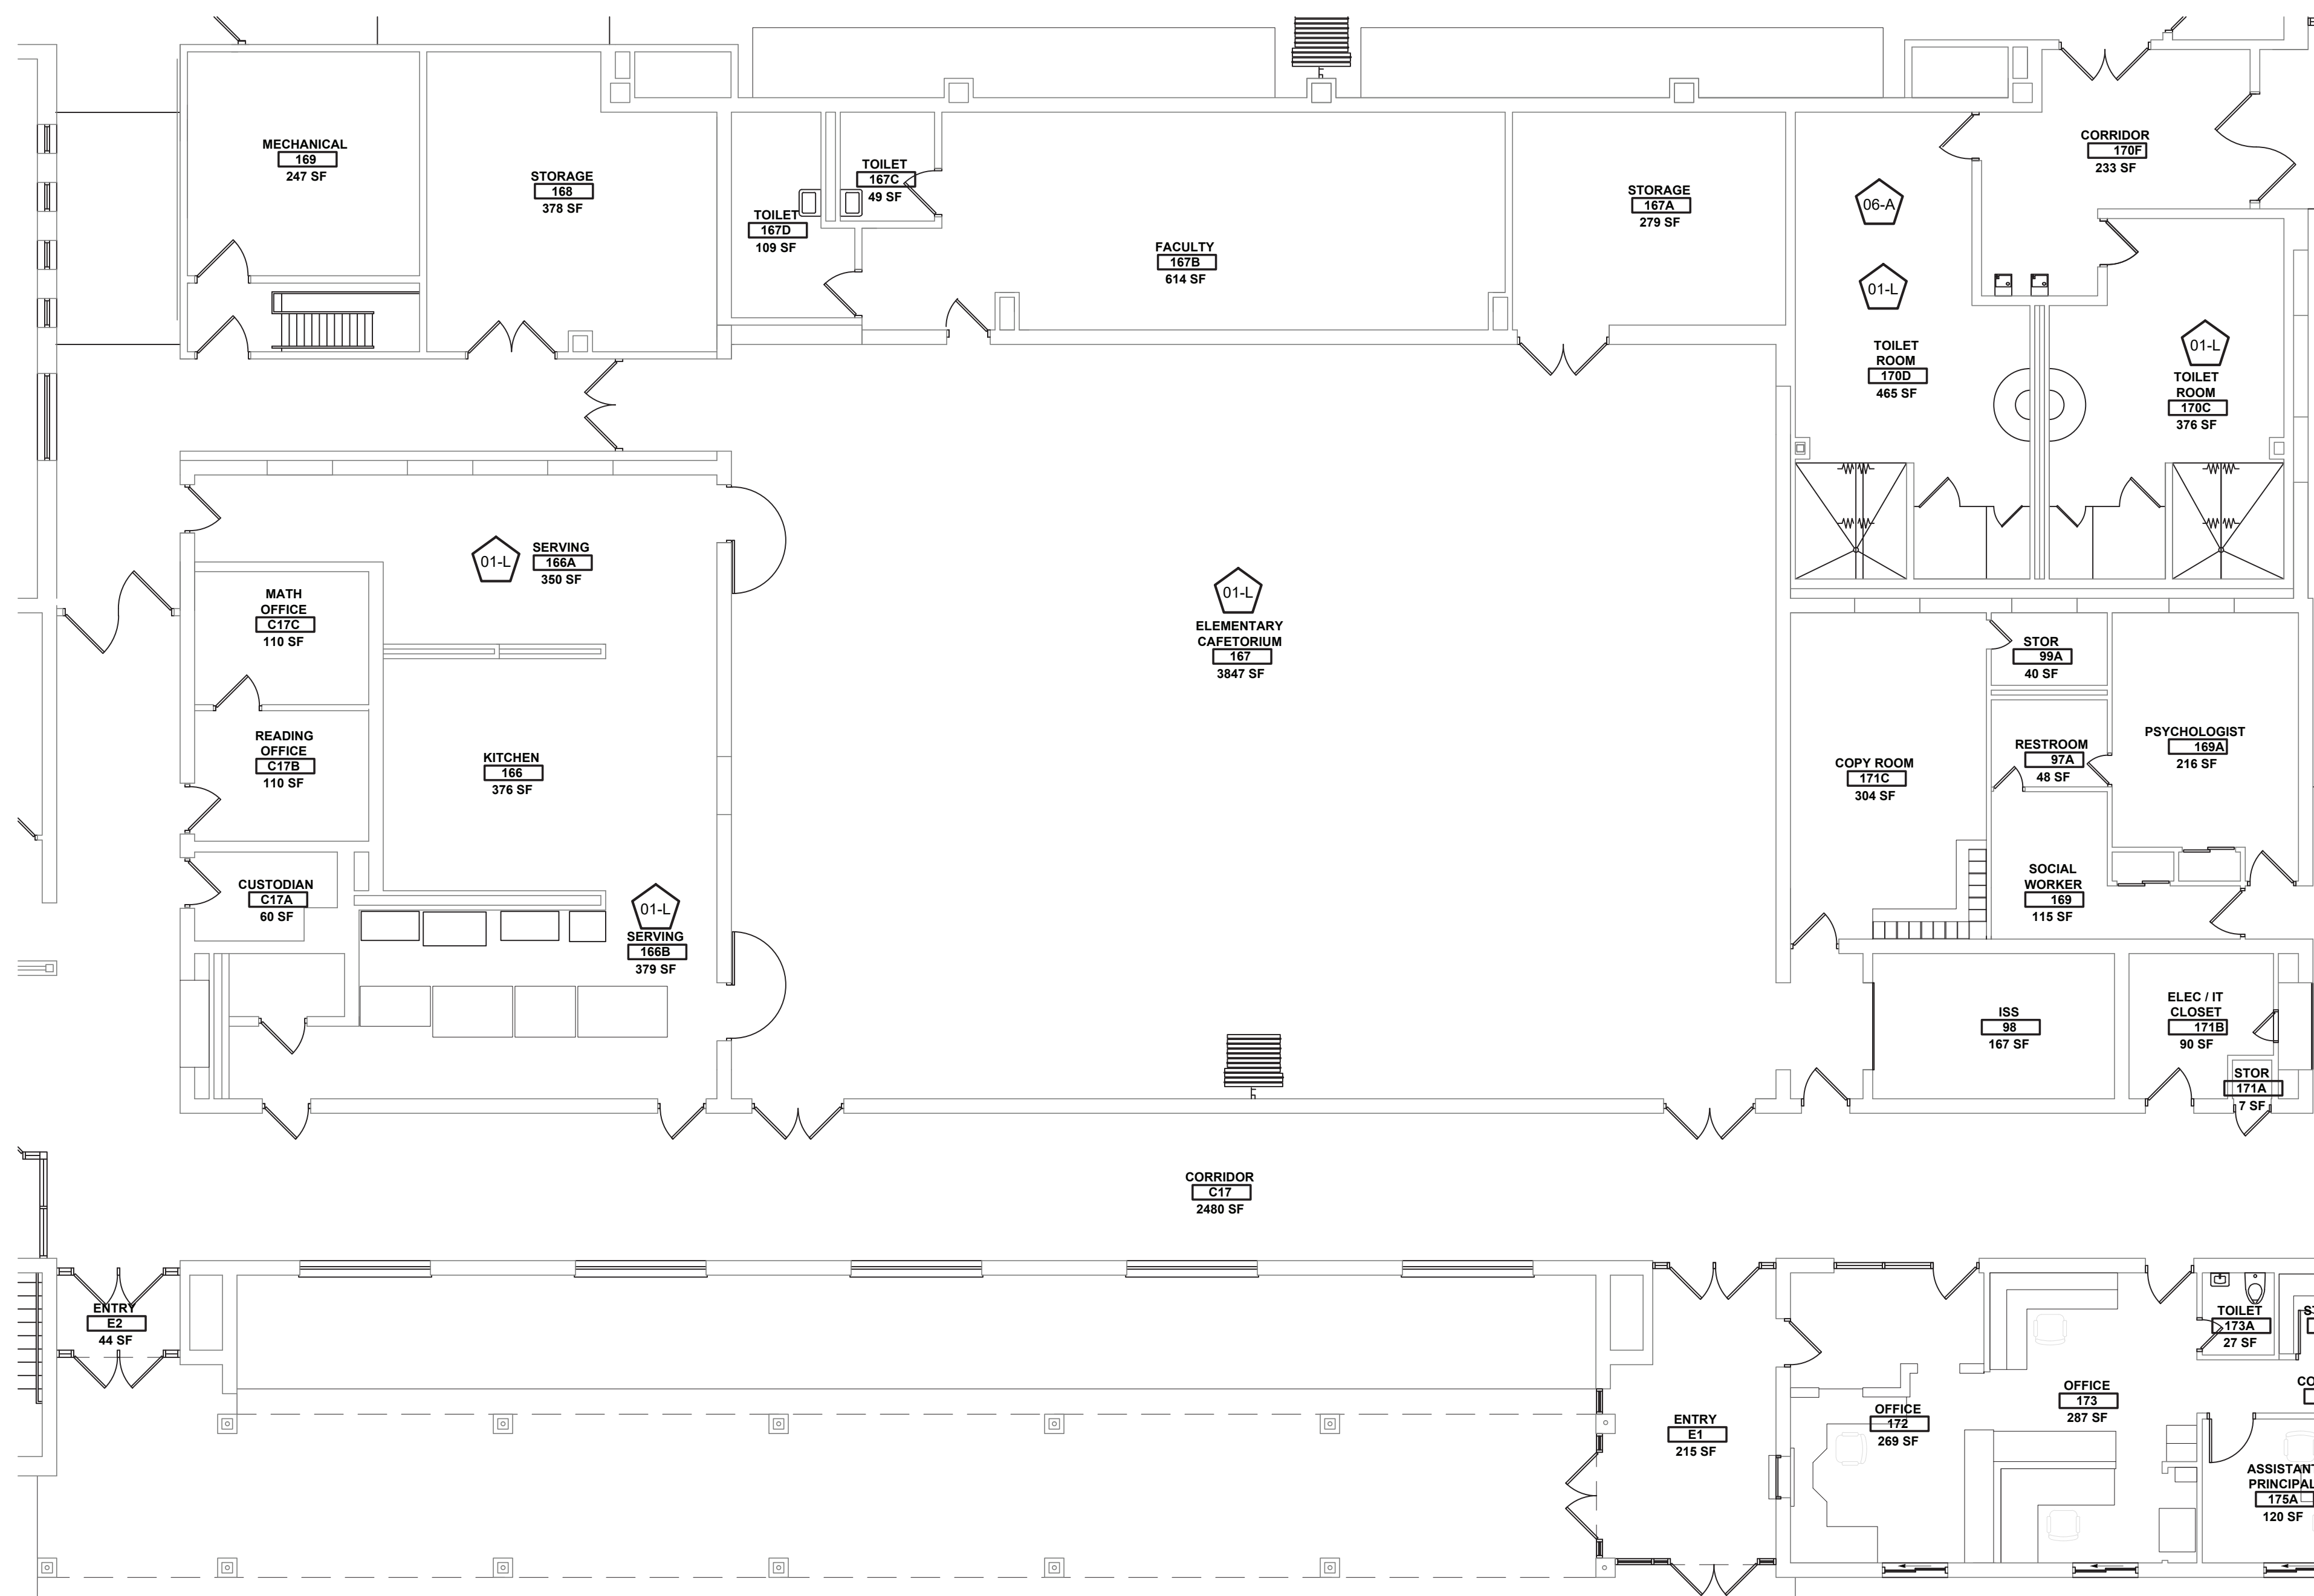 MECHANICAL
169
247 SF
STORAGE
168
378 SF
TOILET
167C
49 SF
TOILET
167D
109 SF
FACULTY
167B
614 SF
STORAGE
167A
279 SF
CORRIDOR
170F
233 SF
06-A
01-L
TOILET
ROOM
170D
465 SF
01-L
TOILET
ROOM
170C
376 SF
01-L
SERVING
166A
350 SF
MATH
OFFICE
C17C
110 SF
01-L
ELEMENTARY
CAFETORIUM
167
3847 SF
STOR
99A
40 SF
READING
OFFICE
C17B
110 SF
KITCHEN
166
376 SF
COPY ROOM
171C
304 SF
RESTROOM
97A
48 SF
PSYCHOLOGIST
169A
216 SF
CUSTODIAN
C17A
60 SF
01-L
SERVING
166B
379 SF
SOCIAL
WORKER
169
115 SF
ISS
98
167 SF
ELEC / IT
CLOSET
171B
90 SF
STOR
171A
7 SF
CORRIDOR
C17
2480 SF
ENTRY
E2
44 SF
ENTRY
E1
215 SF
OFFICE
172
269 SF
OFFICE
173
287 SF
TOILET
173A
27 SF
CO
ASSISTANT
PRINCIPAL
175A
120 SF